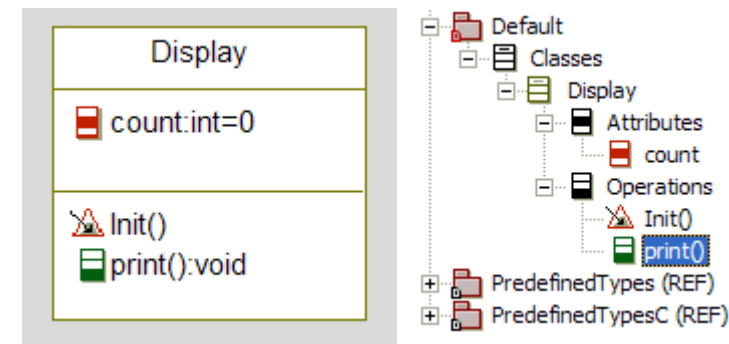 Display
count:int=0
Init()
print():void
Default
Classes
Display
Attributes
count
Operations
Init()
print()
PredefinedTypes (REF)
PredefinedTypesC (REF)